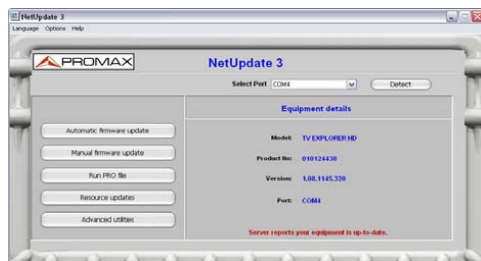 NetUpdate 3
Language Options Help
PROMAX
NetUpdate 3
Select Port COM4 Detect
Equipment details
Automatic firmware update
Manual firmware update
Run PRO file
Resource updates
Advanced utilities
Model: TV EXPLORER HD
Product No: 010124438
Version: 1.08.1145.320
Port: COM4
Server reports your equipment is up-to-date.